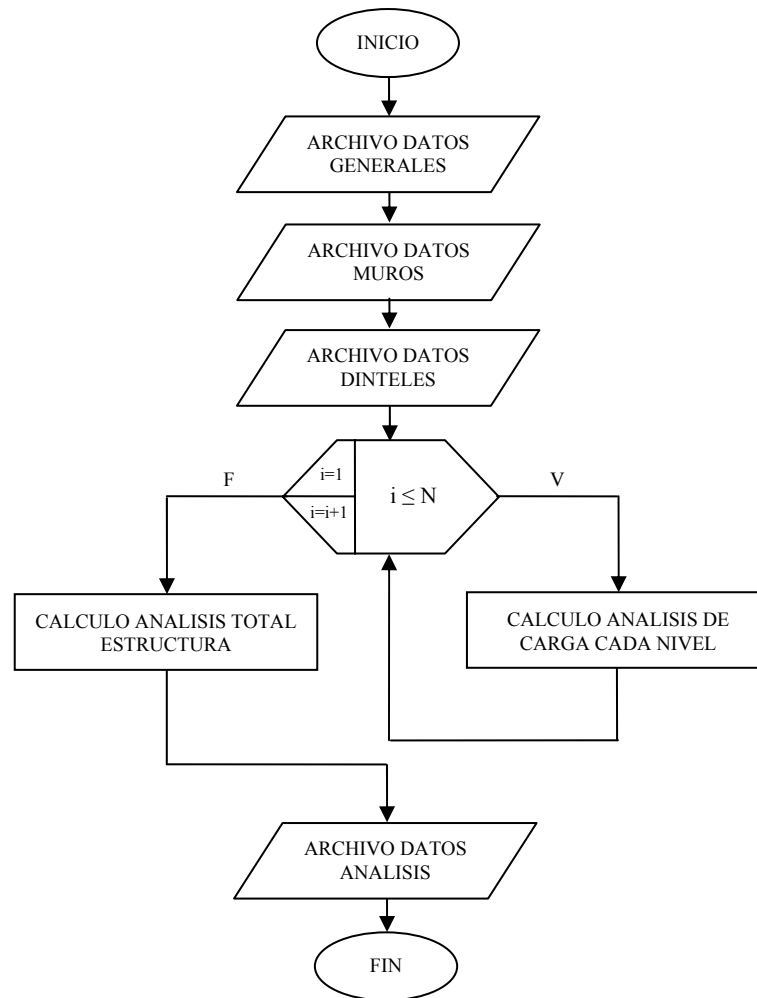 INICIO
ARCHIVO DATOS
GENERALES
ARCHIVO DATOS
MUROS
ARCHIVO DATOS
DINTELES
F
i=1
i=i+1
i ≤ N
V
CALCULO ANALISIS TOTAL
ESTRUCTURA
CALCULO ANALISIS DE
CARGA CADA NIVEL
ARCHIVO DATOS
ANALISIS
FIN